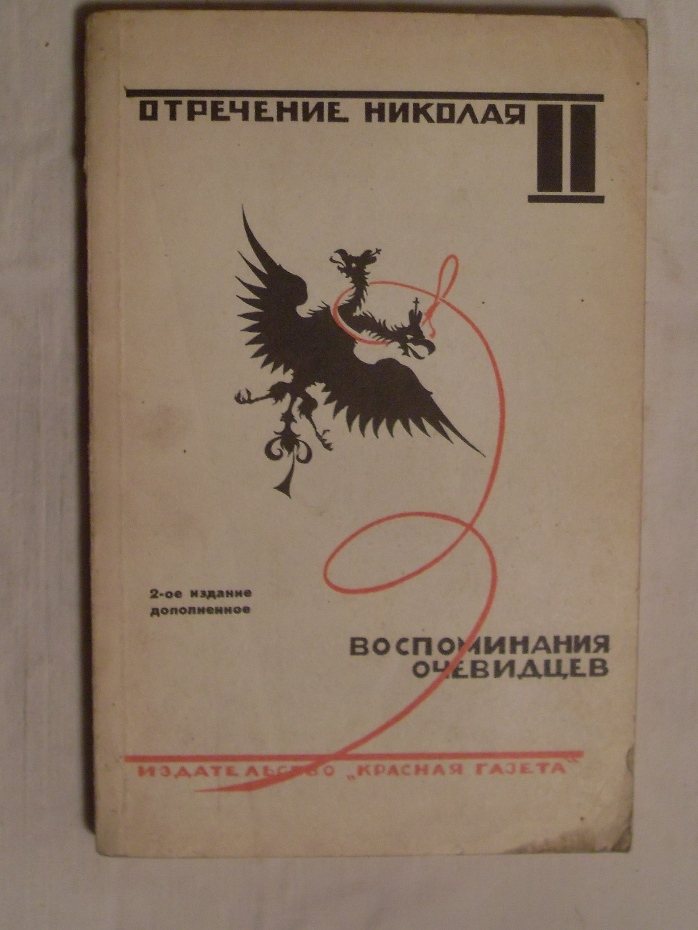 ОТРЕЧЕНИЕ НИКОЛАЯ II
2-ое издание
дополненное
ВОСПОМИНАНИЯ
ОЧЕВИДЦЕВ
ИЗДАТЕЛЬСТВО „КРАСНАЯ ГАЗЕТА“